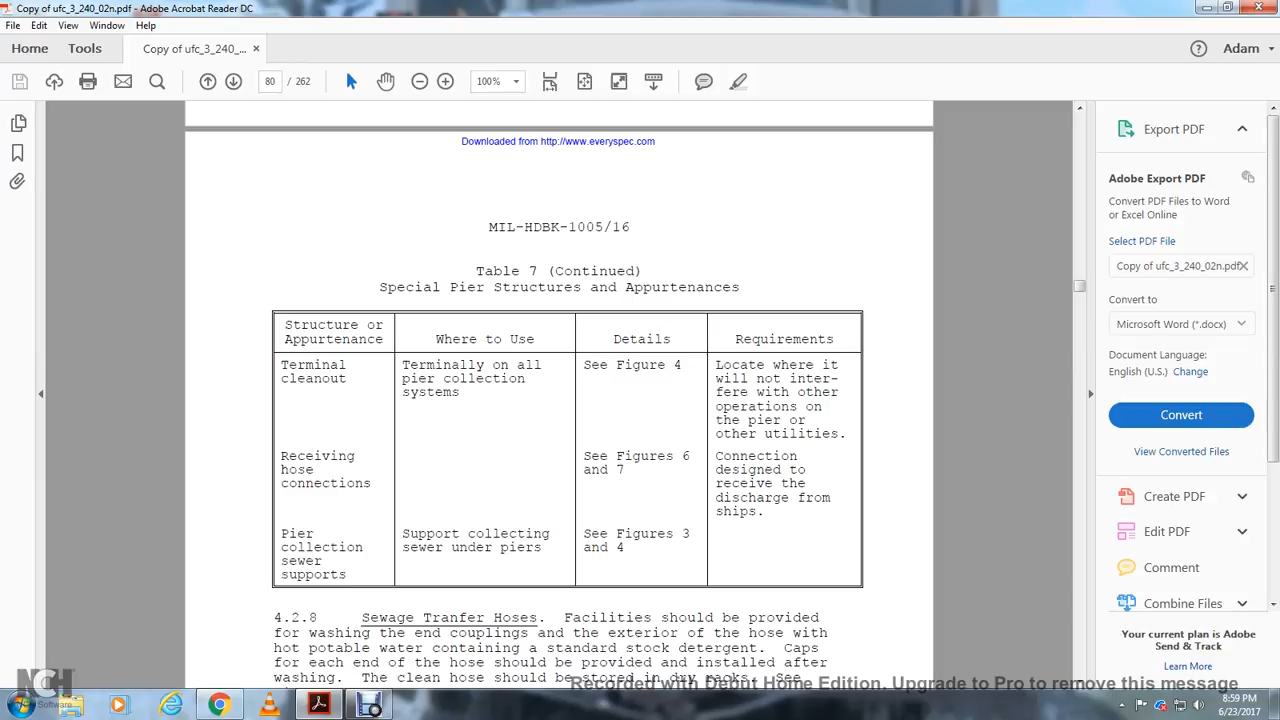 Copy of ufc_3_240_02n.pdf - Adobe Acrobat Reader DC
File Edit View Window Help
Home Tools Copy of ufc_3_240_... × Adam
80 / 262 100%
Downloaded from http://www.everyspec.com
MIL-HDBK-1005/16
Table 7 (Continued)
Special Pier Structures and Appurtenances
Structure or
Appurtenance
Where to Use
Details
Requirements
Terminal
cleanout
Terminally on all
pier collection
systems
See Figure 4
Locate where it
will not inter-
fere with other
operations on
the pier or
other utilities.
Receiving
hose
connections
See Figures 6
and 7
Connection
designed to
receive the
discharge from
ships.
Pier
collection
sewer
supports
Support collecting
sewer under piers
See Figures 3
and 4
4.2.8 Sewage Tranfer Hoses. Facilities should be provided
for washing the end couplings and the exterior of the hose with
hot potable water containing a standard stock detergent. Caps
for each end of the hose should be provided and installed after
washing. The clean hose should be stored in dry racks. See
Export PDF
Adobe Export PDF
Convert PDF Files to Word
or Excel Online
Select PDF File
Copy of ufc_3_240_02n.pdf
Convert to
Microsoft Word (*.docx)
Document Language:
English (U.S.) Change
Convert
View Converted Files
Create PDF
Edit PDF
Comment
Combine Files
Your current plan is Adobe
Send & Track
Learn More
NCH
Software
Recorded with Debut Home Edition. Upgrade to Pro to remove this message
8:59 PM
6/23/2017